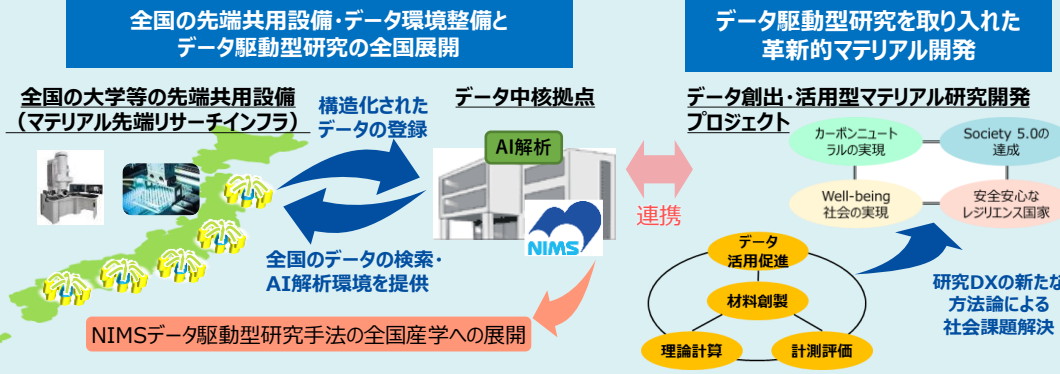 全国の先端共用設備・データ環境整備と
データ駆動型研究の全国展開
全国の大学等の先端共用設備
（マテリアル先端リサーチインフラ）
構造化された
データの登録
データ中核拠点
AI解析
NIMS
全国のデータの検索・
AI解析環境を提供
NIMSデータ駆動型研究手法の全国産学への展開
連携
データ駆動型研究を取り入れた
革新的マテリアル開発
データ創出・活用型マテリアル研究開発
プロジェクト
カーボンニュート
ラルの実現
Society 5.0の
達成
Well-being
社会の実現
安全安心な
レジリエンス国家
データ
活用促進
材料創製
理論計算
計測評価
研究DXの新たな
方法論による
社会課題解決